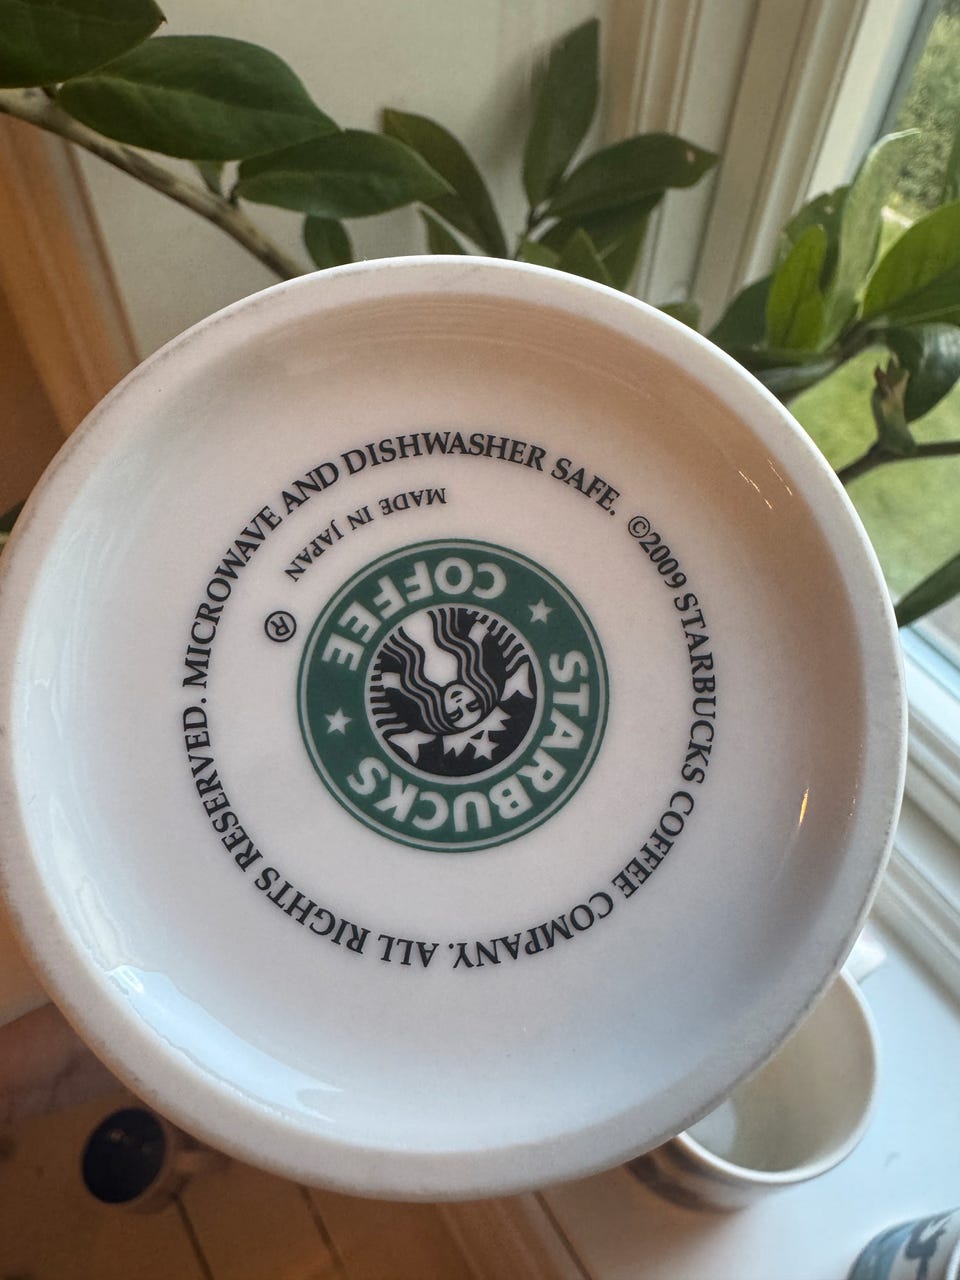 MICROWAVE AND DISHWASHER SAFE. ©2009 STARBUCKS COFFEE COMPANY. ALL RIGHTS RESERVED.
MADE IN JAPAN
STARBUCKS COFFEE
®